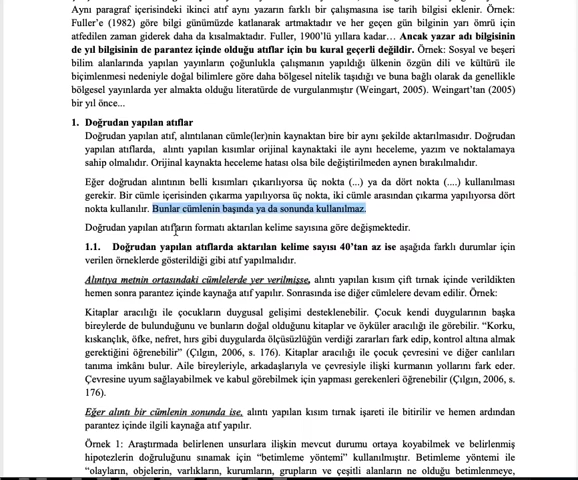 Aynı paragraf içerisindeki ikinci atıf aynı yazarın farklı bir çalışmasına ise tarih bilgisi eklenir. Örnek:
Fuller'e (1982) göre bilgi günümüzde katlanarak artmaktadır ve her geçen gün bilginin yarı ömrü için
atfedilen zaman giderek daha da kısalmaktadır. Fuller, 1900'lü yıllara kadar… Ancak yazar adı bilgisinin
de yıl bilgisinin de parantez içinde olduğu atıflar için bu kural geçerli değildir. Örnek: Sosyal ve beşeri
bilim alanlarında yapılan yayınların çoğunlukla çalışmanın yapıldığı ülkenin özgün dili ve kültürü ile
biçimlenmesi nedeniyle doğal bilimlere göre daha bölgesel nitelik taşıdığı ve buna bağlı olarak da genellikle
bölgesel yayınlarda yer almakta olduğu literatürde de vurgulanmıştır (Weingart, 2005). Weingart'tan (2005)
bir yıl önce...
1. Doğrudan yapılan atıflar
Doğrudan yapılan atıf, alıntılanan cümle(ler)nin kaynaktan bire bir aynı şekilde aktarılmasıdır. Doğrudan
yapılan atıflarda, alıntı yapılan kısımlar orijinal kaynaktaki ile aynı heceleme, yazım ve noktalamaya
sahip olmalıdır. Orijinal kaynakta heceleme hatası olsa bile değiştirilmeden aynen bırakılmalıdır.
Eğer doğrudan alıntının belli kısımları çıkarılıyorsa üç nokta (...) ya da dört nokta (....) kullanılması
gerekir. Bir cümle içerisinden çıkarma yapılıyorsa üç nokta, iki cümle arasından çıkarma yapılıyorsa dört
nokta kullanılır. Bunlar cümlenin başında ya da sonunda kullanılmaz.
Doğrudan yapılan atıfların formatı aktarılan kelime sayısına göre değişmektedir.
1.1. Doğrudan yapılan atıflarda aktarılan kelime sayısı 40'tan az ise aşağıda farklı durumlar için
verilen örneklerde gösterildiği gibi atıf yapılmalıdır.
Alıntıya metnin ortasındaki cümlelerde yer verilmişse, alıntı yapılan kısım çift tırnak içinde verildikten
hemen sonra parantez içinde kaynağa atıf yapılır. Sonrasında ise diğer cümlelere devam edilir. Örnek:
Kitaplar aracılığı ile çocukların duygusal gelişimi desteklenebilir. Çocuk kendi duygularının başka
bireylerde de bulunduğunu ve bunların doğal olduğunu kitaplar ve öyküler aracılığı ile görebilir. “Korku,
kıskançlık, öfke, nefret, hırs gibi duygularda ölçüsüzlüğün verdiği zararları fark edip, kontrol altına almak
gerektiğini öğrenebilir” (Çılgın, 2006, s. 176). Kitaplar aracılığı ile çocuk çevresini ve diğer canlıları
tanıma imkânı bulur. Aile bireyleriyle, arkadaşlarıyla ve çevresiyle ilişki kurmanın yollarını fark eder.
Çevresine uyum sağlayabilmek ve kabul görebilmek için yapması gerekenleri öğrenebilir (Çılgın, 2006, s.
176).
Eğer alıntı bir cümlenin sonunda ise, alıntı yapılan kısım tırnak işareti ile bitirilir ve hemen ardından
parantez içinde ilgili kaynağa atıf yapılır.
Örnek 1: Araştırmada belirlenen unsurlara ilişkin mevcut durumu ortaya koyabilmek ve belirlenmiş
hipotezlerin doğruluğunu sınamak için “betimleme yöntemi” kullanılmıştır. Betimleme yöntemi ile
“olayların, objelerin, varlıkların, kurumların, grupların ve çeşitli alanların ne olduğu betimlenmeye,